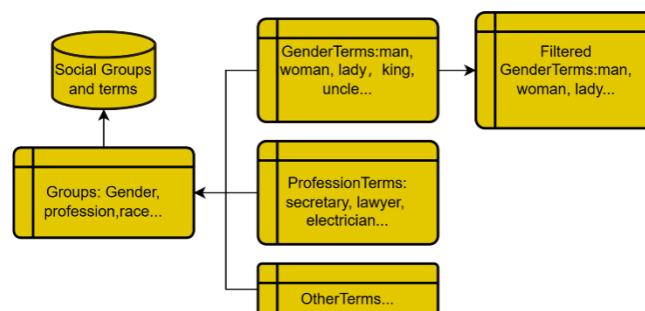 Social Groups
and terms
Groups: Gender,
profession,race...
GenderTerms:man,
woman, lady，king,
uncle...
ProfessionTerms:
secretary, lawyer,
electrician...
OtherTerms...
Filtered
GenderTerms:man,
woman, lady...